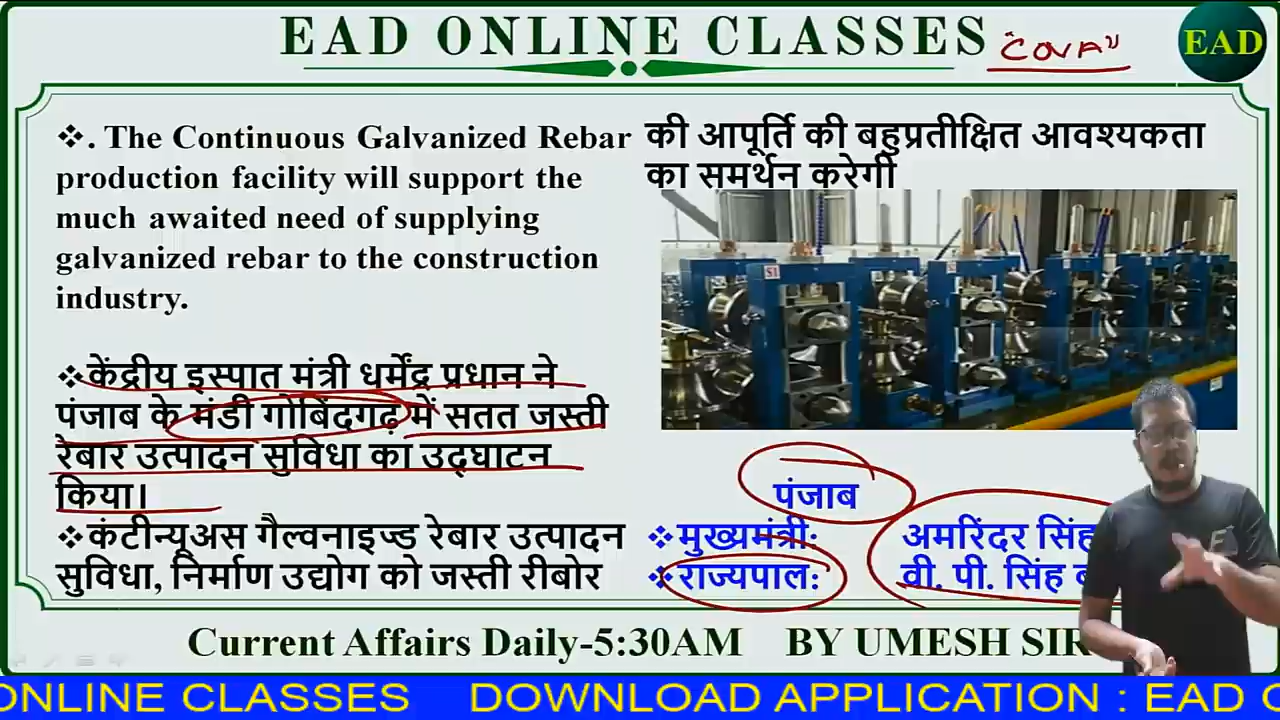 EAD ONLINE CLASSES
"COVA"
EAD
❖. The Continuous Galvanized Rebar
production facility will support the
much awaited need of supplying
galvanized rebar to the construction
industry.
❖केंद्रीय इस्पात मंत्री धर्मेंद्र प्रधान ने
पंजाब के मंडी गोबिंदगढ़ में सतत जस्ती
रेबार उत्पादन सुविधा का उद्घाटन
किया।
❖कंटीन्यूअस गैल्वनाइज्ड रेबार उत्पादन
सुविधा, निर्माण उद्योग को जस्ती रीबोर
की आपूर्ति की बहुप्रतीक्षित आवश्यकता
का समर्थन करेगी
S1
पंजाब
❖मुख्यमंत्री: अमरिंदर सिंह
❖राज्यपाल: वी. पी. सिंह
Current Affairs Daily-5:30AM BY UMESH SIR
ONLINE CLASSES DOWNLOAD APPLICATION : EAD